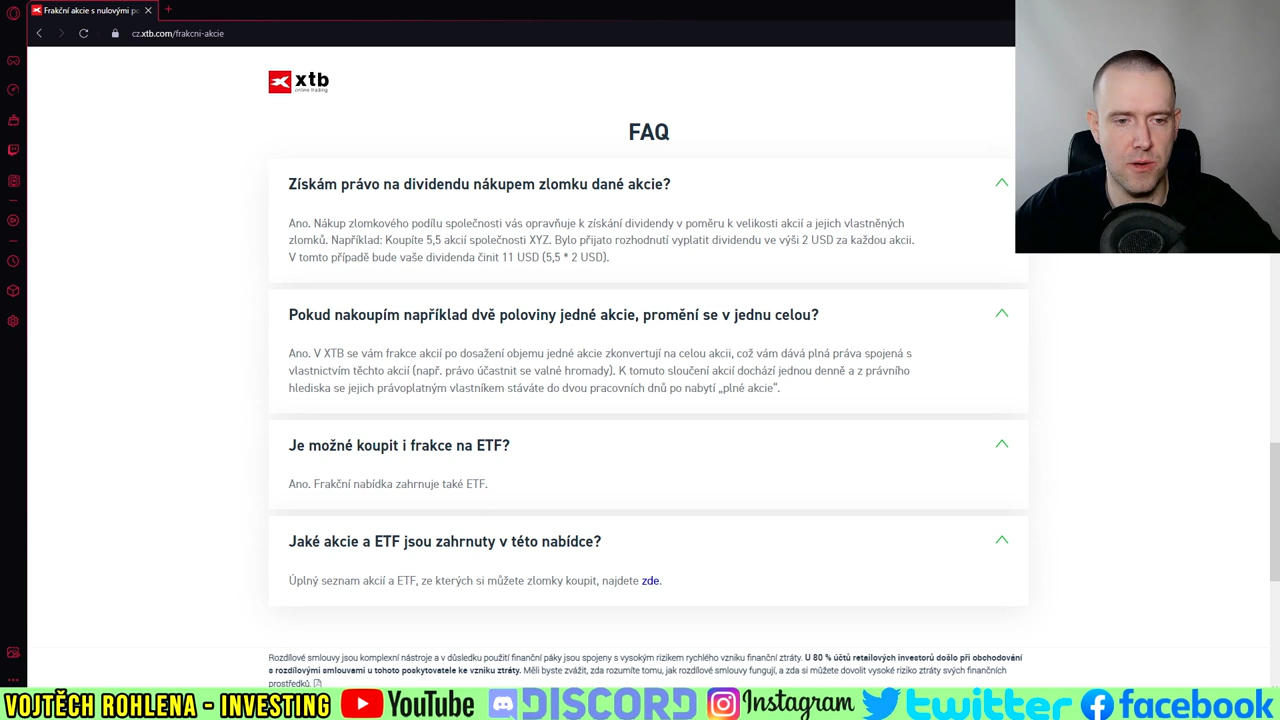 Frakční akcie s nulovými po
cz.xtb.com/frakcni-akcie
xtb
online trading
FAQ
Získám právo na dividendu nákupem zlomku dané akcie?
Ano. Nákup zlomkového podílu společnosti vás opravňuje k získání dividendy v poměru k velikosti akcií a jejich vlastněných
zlomků. Například: Koupíte 5,5 akcií společnosti XYZ. Bylo přijato rozhodnutí vyplatit dividendu ve výši 2 USD za každou akcii.
V tomto případě bude vaše dividenda činit 11 USD (5,5 * 2 USD).
Pokud nakoupím například dvě poloviny jedné akcie, promění se v jednu celou?
Ano. V XTB se vám frakce akcií po dosažení objemu jedné akcie zkonvertují na celou akcii, což vám dává plná práva spojená s
vlastnictvím těchto akcií (např. právo účastnit se valné hromady). K tomuto sloučení akcií dochází jednou denně a z právního
hlediska se jejich právoplatným vlastníkem stáváte do dvou pracovních dnů po nabytí „plné akcie“.
Je možné koupit i frakce na ETF?
Ano. Frakční nabídka zahrnuje také ETF.
Jaké akcie a ETF jsou zahrnuty v této nabídce?
Úplný seznam akcií a ETF, ze kterých si můžete zlomky koupit, najdete zde.
Rozdílové smlouvy jsou komplexní nástroje a v důsledku použití finanční páky jsou spojeny s vysokým rizikem rychlého vzniku finanční ztráty. U 80 % účtů retailových investorů došlo při obchodování
s rozdílovými smlouvami u tohoto poskytovatele ke vzniku ztráty. Měli byste zvážit, zda rozumíte tomu, jak rozdílové smlouvy fungují, a zda si můžete dovolit vysoké riziko ztráty svých finančních
prostředků.
VOJTĚCH ROHLENA - INVESTING YouTube DISCORD Instagram twitter facebook